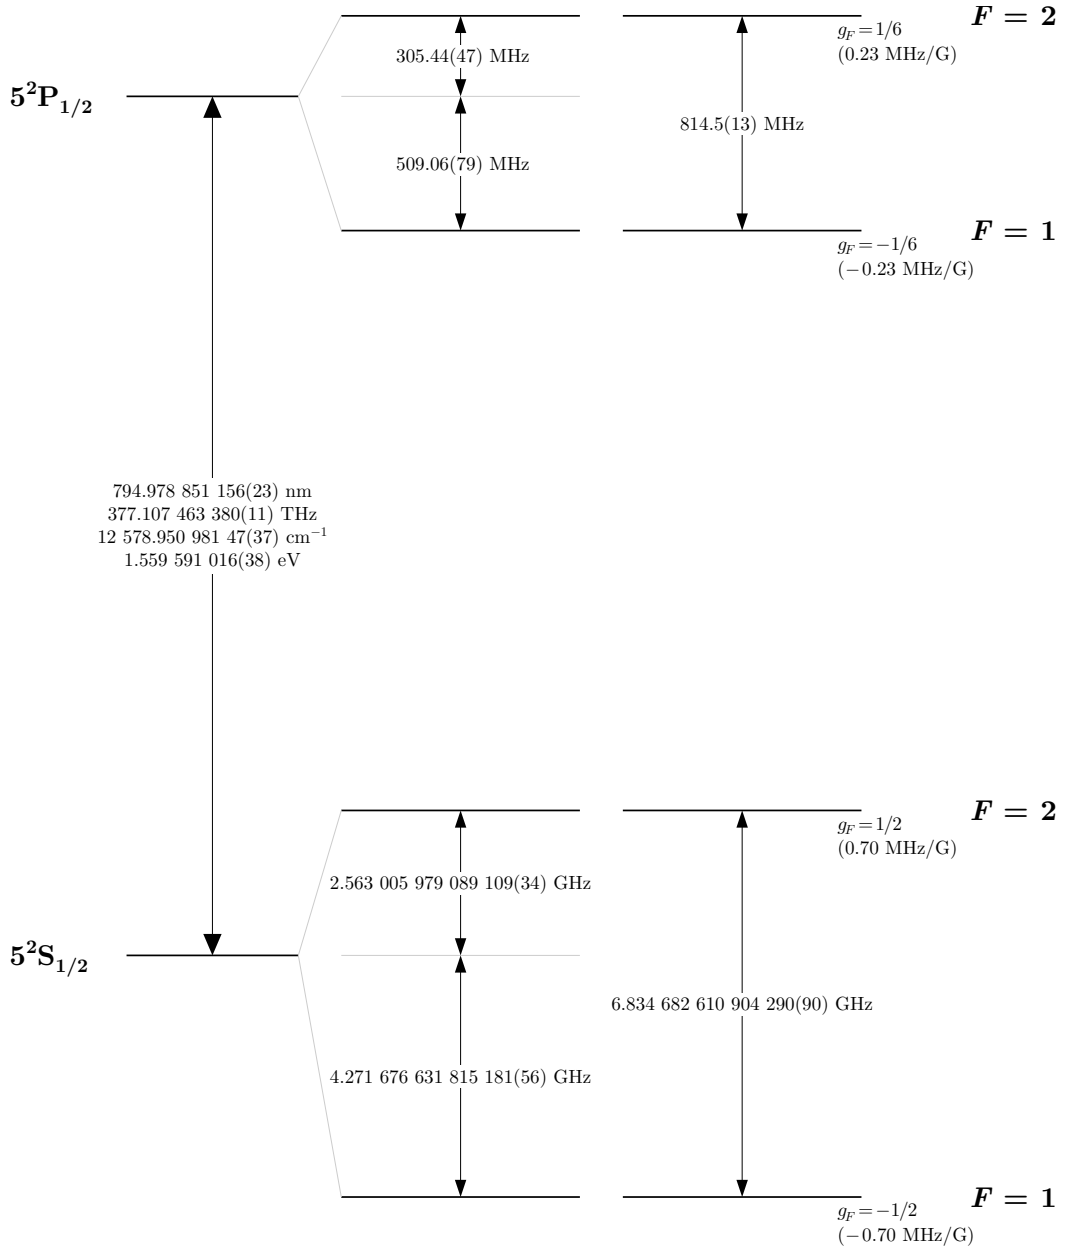 F = 2
g_F = 1/6
(0.23 MHz/G)
305.44(47) MHz
5²P₁/₂
814.5(13) MHz
509.06(79) MHz
F = 1
g_F = −1/6
(−0.23 MHz/G)
794.978 851 156(23) nm
377.107 463 380(11) THz
12 578.950 981 47(37) cm⁻¹
1.559 591 016(38) eV
F = 2
g_F = 1/2
(0.70 MHz/G)
2.563 005 979 089 109(34) GHz
5²S₁/₂
6.834 682 610 904 290(90) GHz
4.271 676 631 815 181(56) GHz
F = 1
g_F = −1/2
(−0.70 MHz/G)